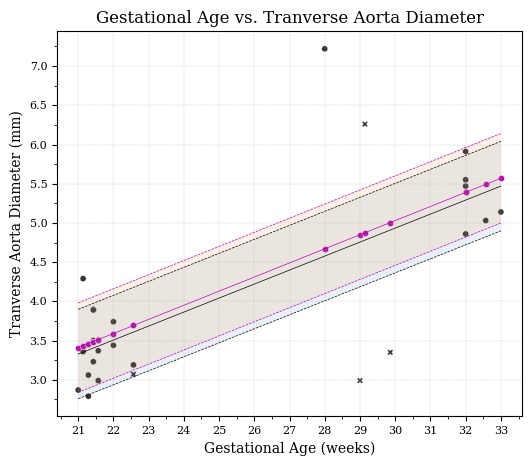 Gestational Age vs. Tranverse Aorta Diameter
Tranverse Aorta Diameter (mm)
7.0
6.5
6.0
5.5
5.0
4.5
4.0
3.5
3.0
21 22 23 24 25 26 27 28 29 30 31 32 33
Gestational Age (weeks)